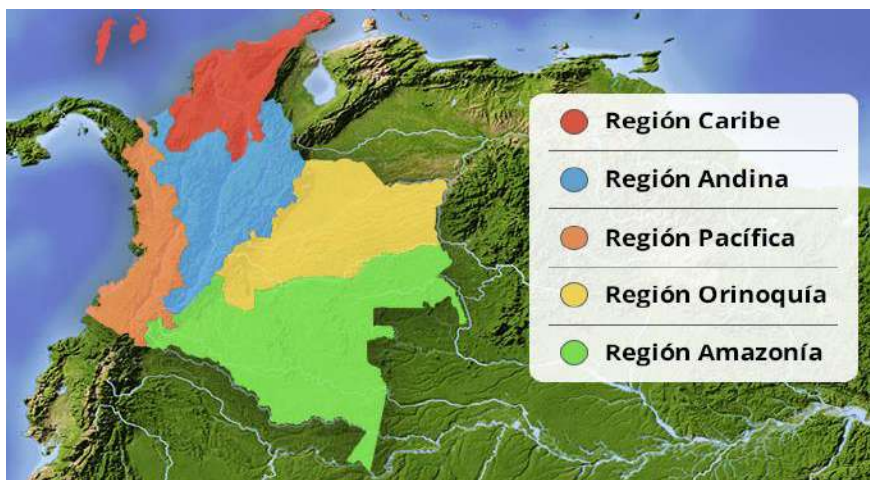 Región Caribe
Región Andina
Región Pacífica
Región Orinoquía
Región Amazonía